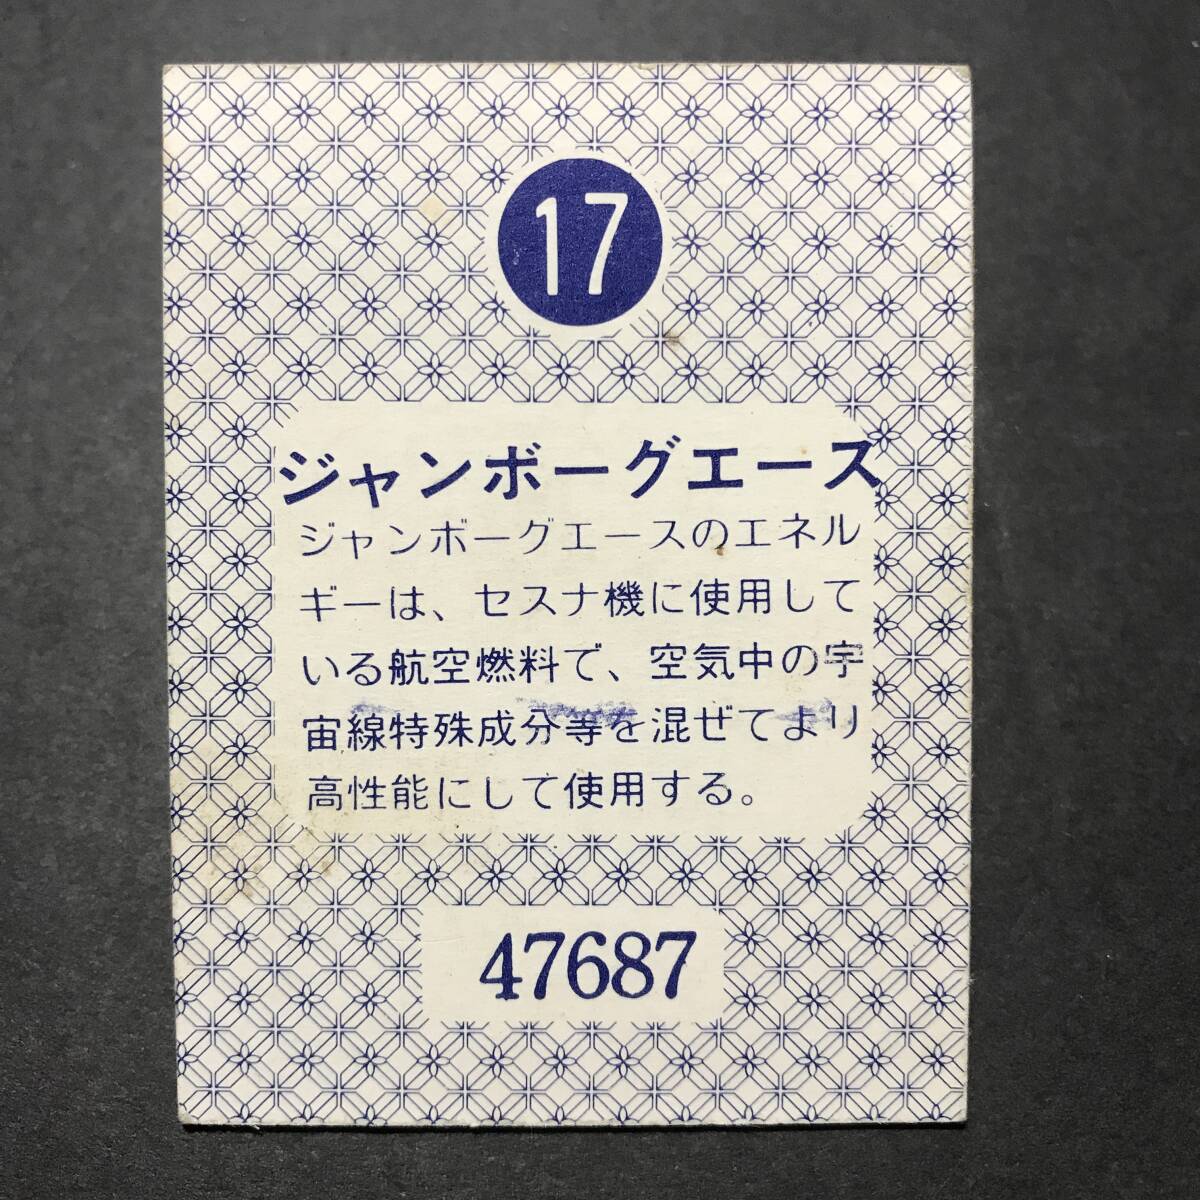 17
ジャンボーグエース
ジャンボーグエースのエネル
ギーは、セスナ機に使用して
いる航空燃料で、空気中の宇
宙線特殊成分等を混ぜてより
高性能にして使用する。
47687